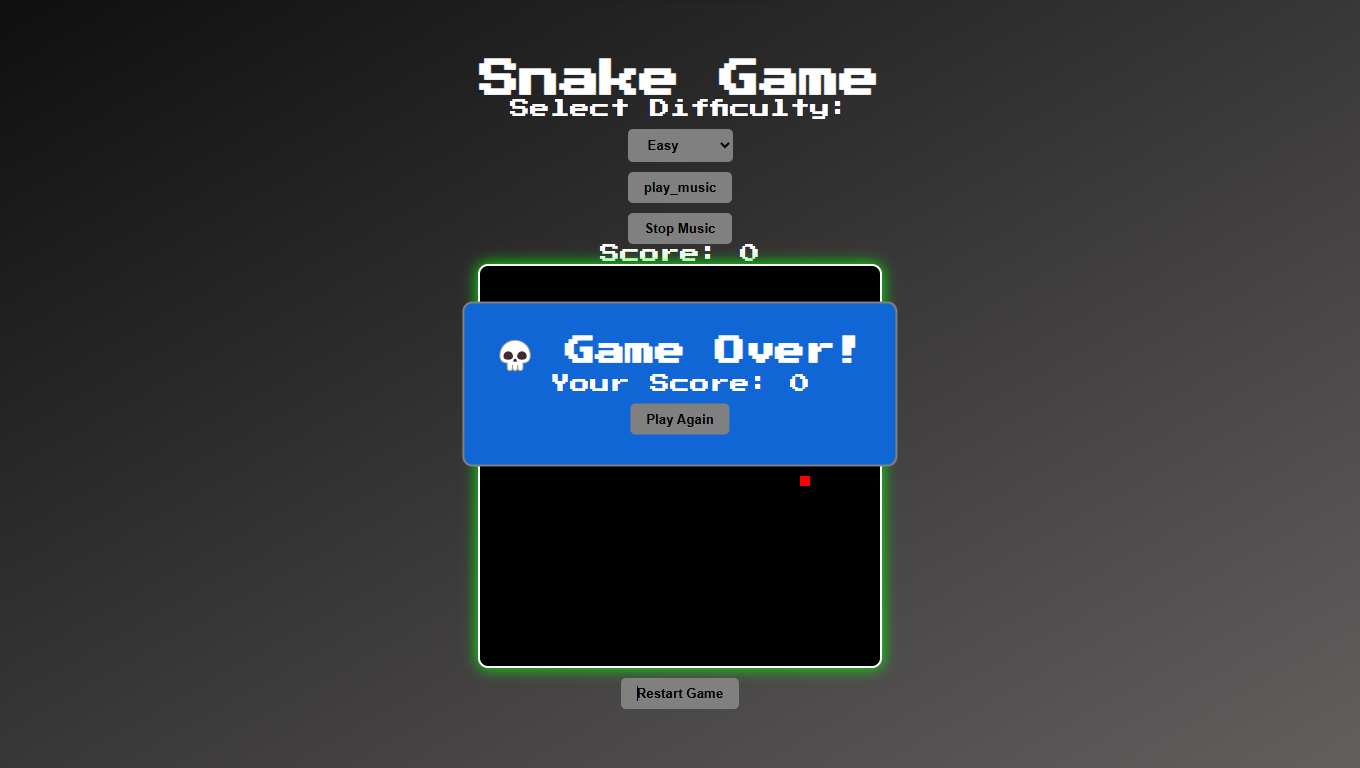 Snake Game
Select Difficulty:
Easy
play_music
Stop Music
Score: 0
Game Over!
Your Score: 0
Play Again
Restart Game